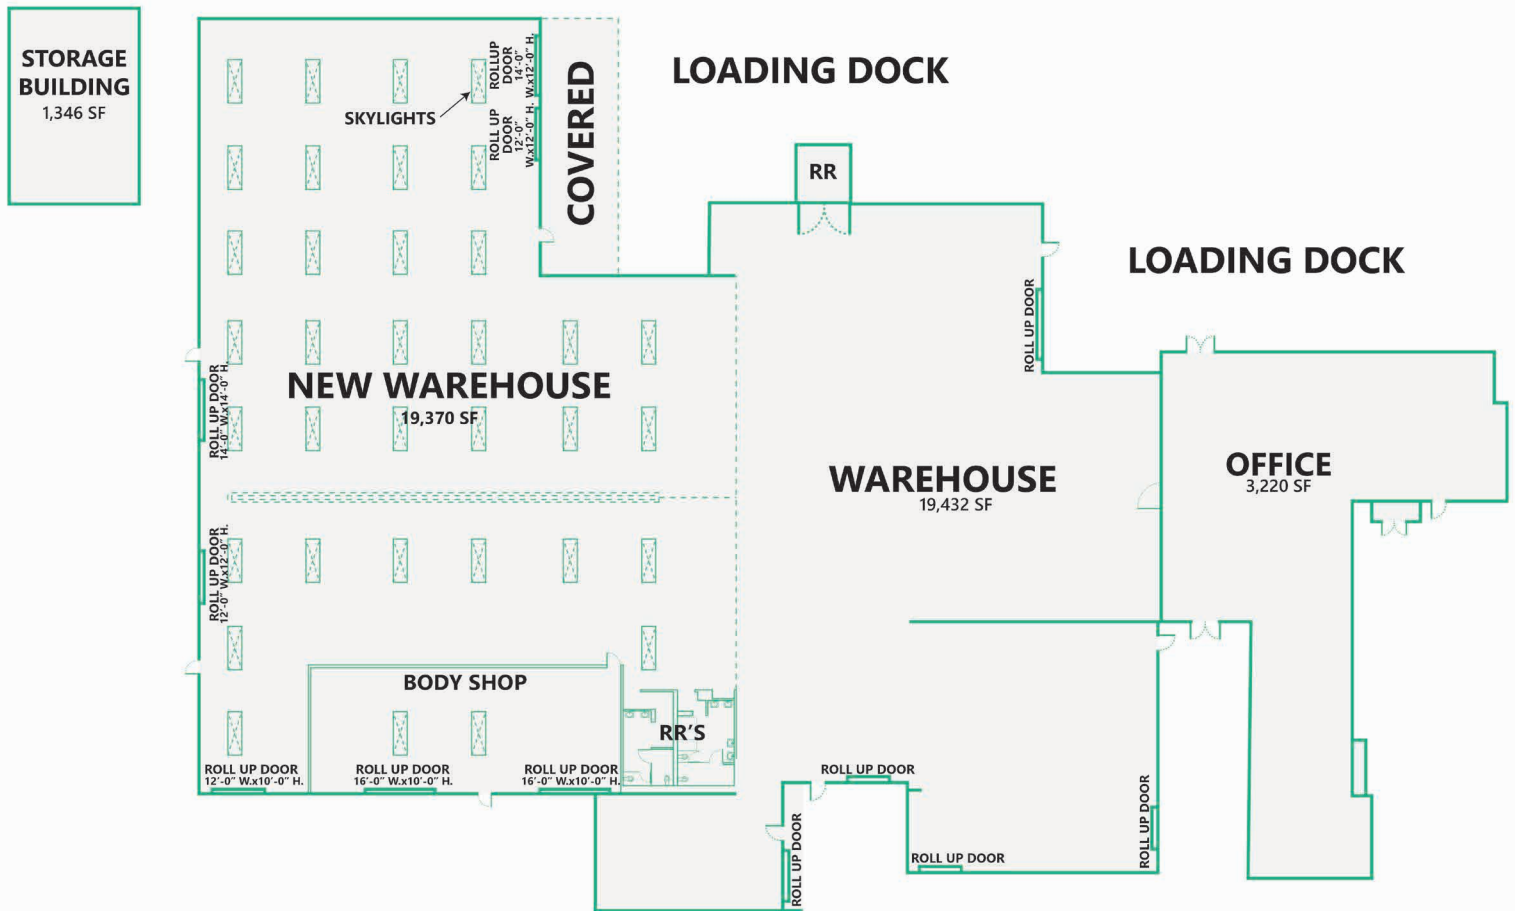 STORAGE
BUILDING
1,346 SF
SKYLIGHTS
ROLLUP
DOOR
14'-0"
W.x12'-0" H.
ROLL UP
DOOR
12'-0"
W.x12'-0" H.
COVERED
LOADING DOCK
RR
LOADING DOCK
ROLL UP DOOR
NEW WAREHOUSE
19,370 SF
ROLL UP DOOR
14'-0" W.x14'-0" H.
WAREHOUSE
19,432 SF
OFFICE
3,220 SF
ROLL UP DOOR
12'-0" W.x12'-0" H.
BODY SHOP
RR'S
ROLL UP DOOR
12'-0" W.x10'-0" H.
ROLL UP DOOR
16'-0" W.x10'-0" H.
ROLL UP DOOR
16'-0" W.x10'-0" H.
ROLL UP DOOR
ROLL UP DOOR
ROLL UP DOOR
ROLL UP DOOR